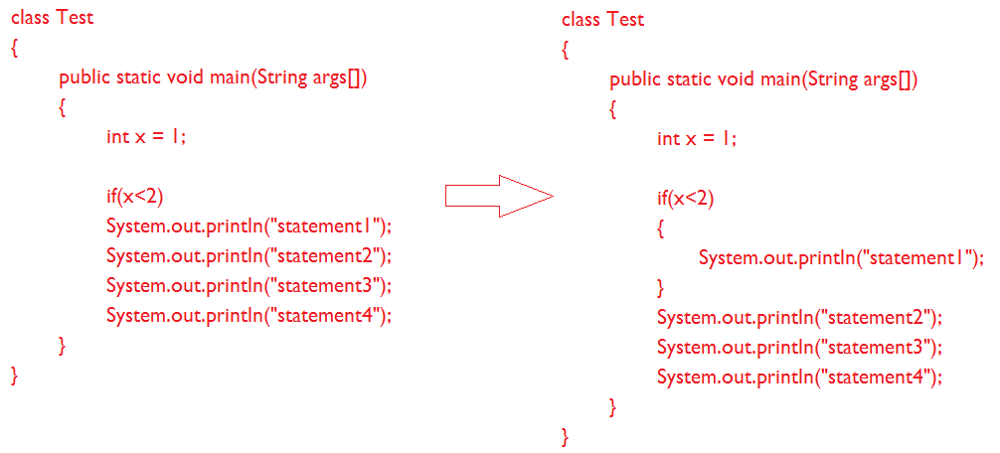 class Test
{
public static void main(String args[])
{
int x = 1;
if(x<2)
System.out.println("statement1");
System.out.println("statement2");
System.out.println("statement3");
System.out.println("statement4");
}
}
class Test
{
public static void main(String args[])
{
int x = 1;
if(x<2)
{
System.out.println("statement1");
}
System.out.println("statement2");
System.out.println("statement3");
System.out.println("statement4");
}
}